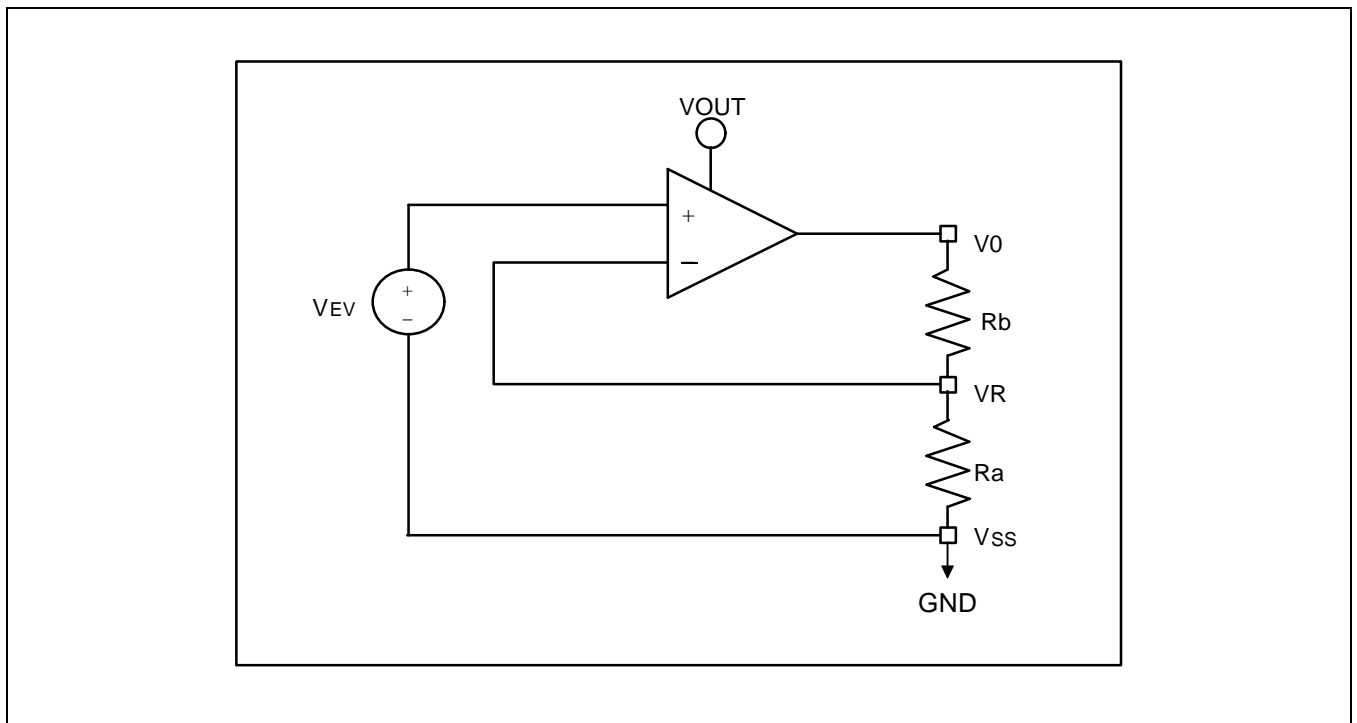 VOUT
+
−
V0
+
−
VEV
Rb
VR
Ra
VSS
GND